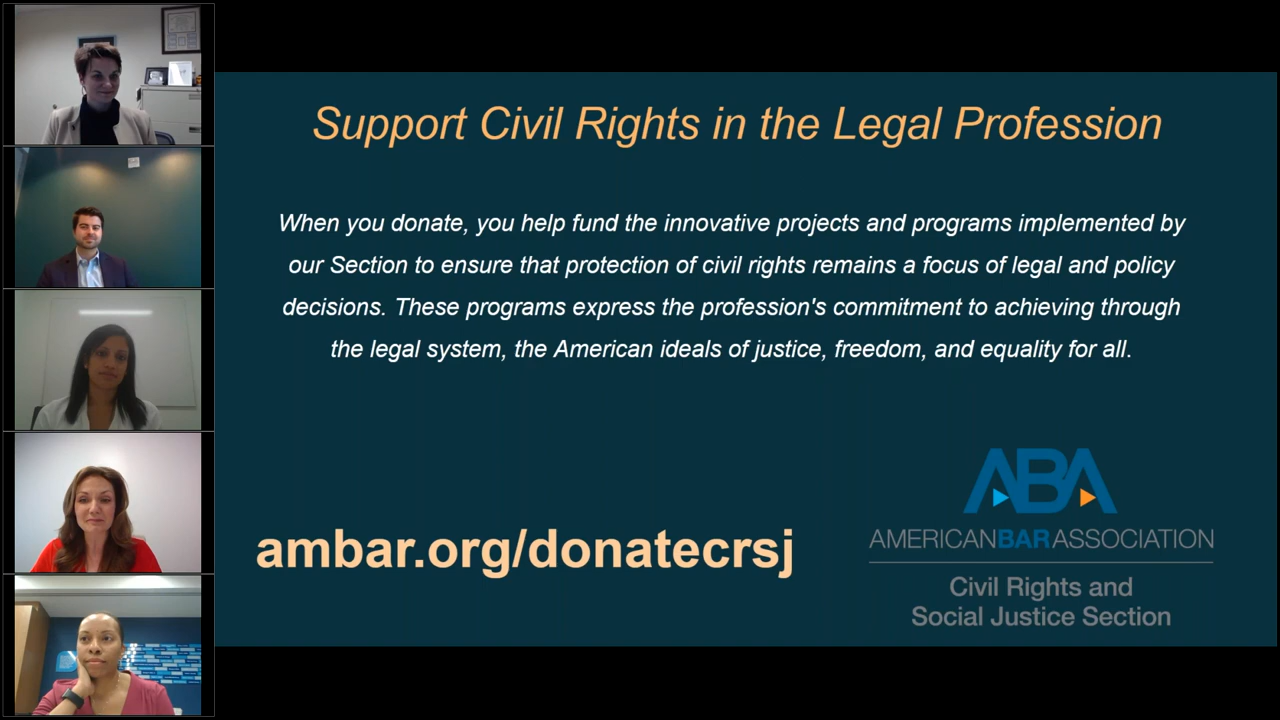 Support Civil Rights in the Legal Profession
When you donate, you help fund the innovative projects and programs implemented by
our Section to ensure that protection of civil rights remains a focus of legal and policy
decisions. These programs express the profession's commitment to achieving through
the legal system, the American ideals of justice, freedom, and equality for all.
ambar.org/donatecrsj
ABA
AMERICANBARASSOCIATION
Civil Rights and
Social Justice Section